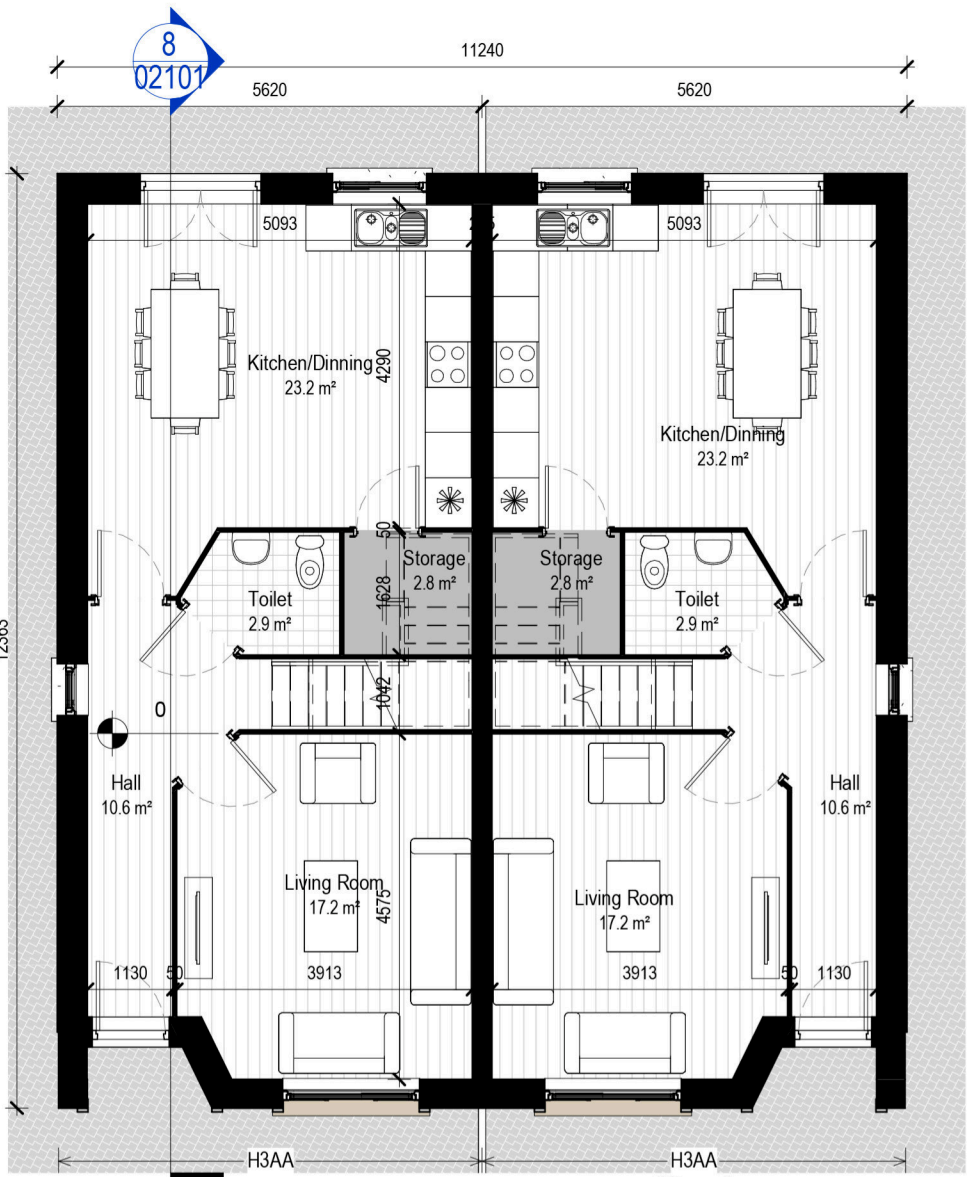 8
02101
11240
5620
5620
5093
5093
Kitchen/Dinning
23.2 m²
4290
Kitchen/Dinning
23.2 m²
50
Storage
2.8 m²
Storage
2.8 m²
1628
Toilet
2.9 m²
Toilet
2.9 m²
1042
0
Hall
10.6 m²
Hall
10.6 m²
Living Room
17.2 m²
4575
Living Room
17.2 m²
1130
50
3913
3913
50
1130
H3AA
H3AA